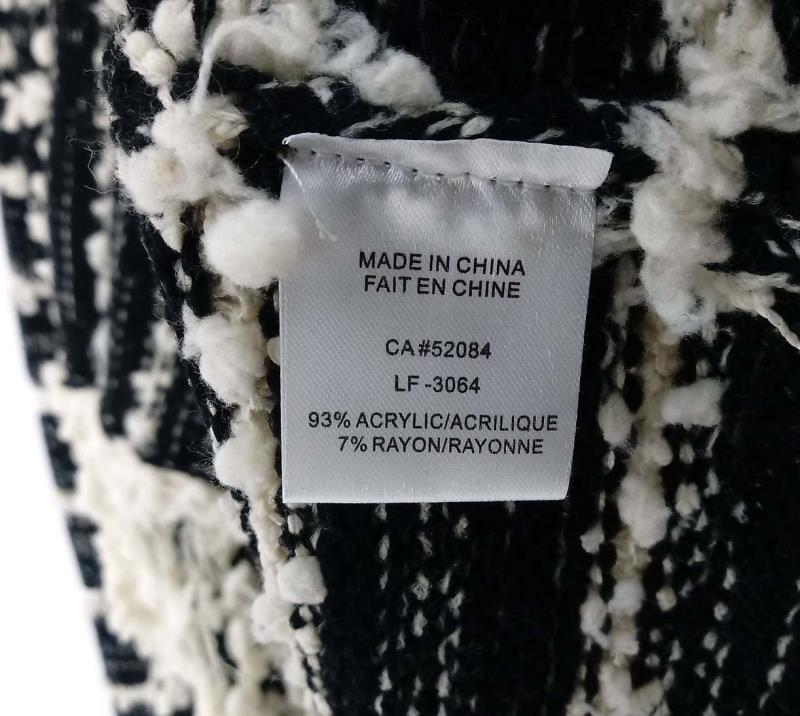 MADE IN CHINA
FAIT EN CHINE
CA#52084
LF-3064
93% ACRYLIC/ACRILIQUE
7% RAYON/RAYONNE